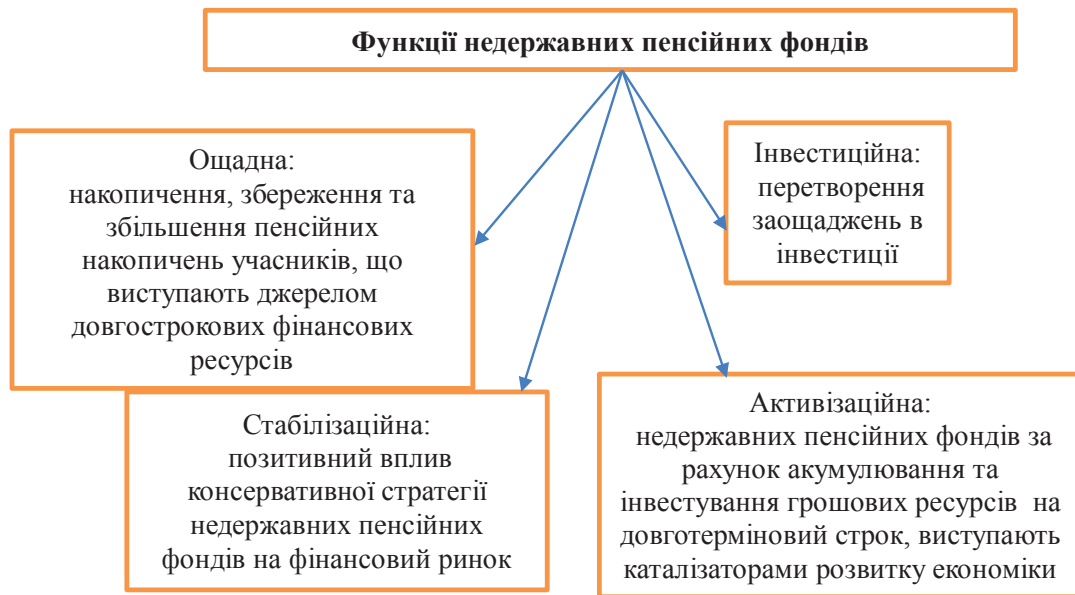 Функції недержавних пенсійних фондів
Ощадна:
накопичення, збереження та
збільшення пенсійних
накопичень учасників, що
виступають джерелом
довгострокових фінансових
ресурсів
Інвестиційна:
перетворення
заощаджень в
інвестиції
Стабілізаційна:
позитивний вплив
консервативної стратегії
недержавних пенсійних
фондів на фінансовий ринок
Активізаційна:
недержавних пенсійних фондів за
рахунок акумулювання та
інвестування грошових ресурсів на
довготерміновий строк, виступають
каталізаторами розвитку економіки